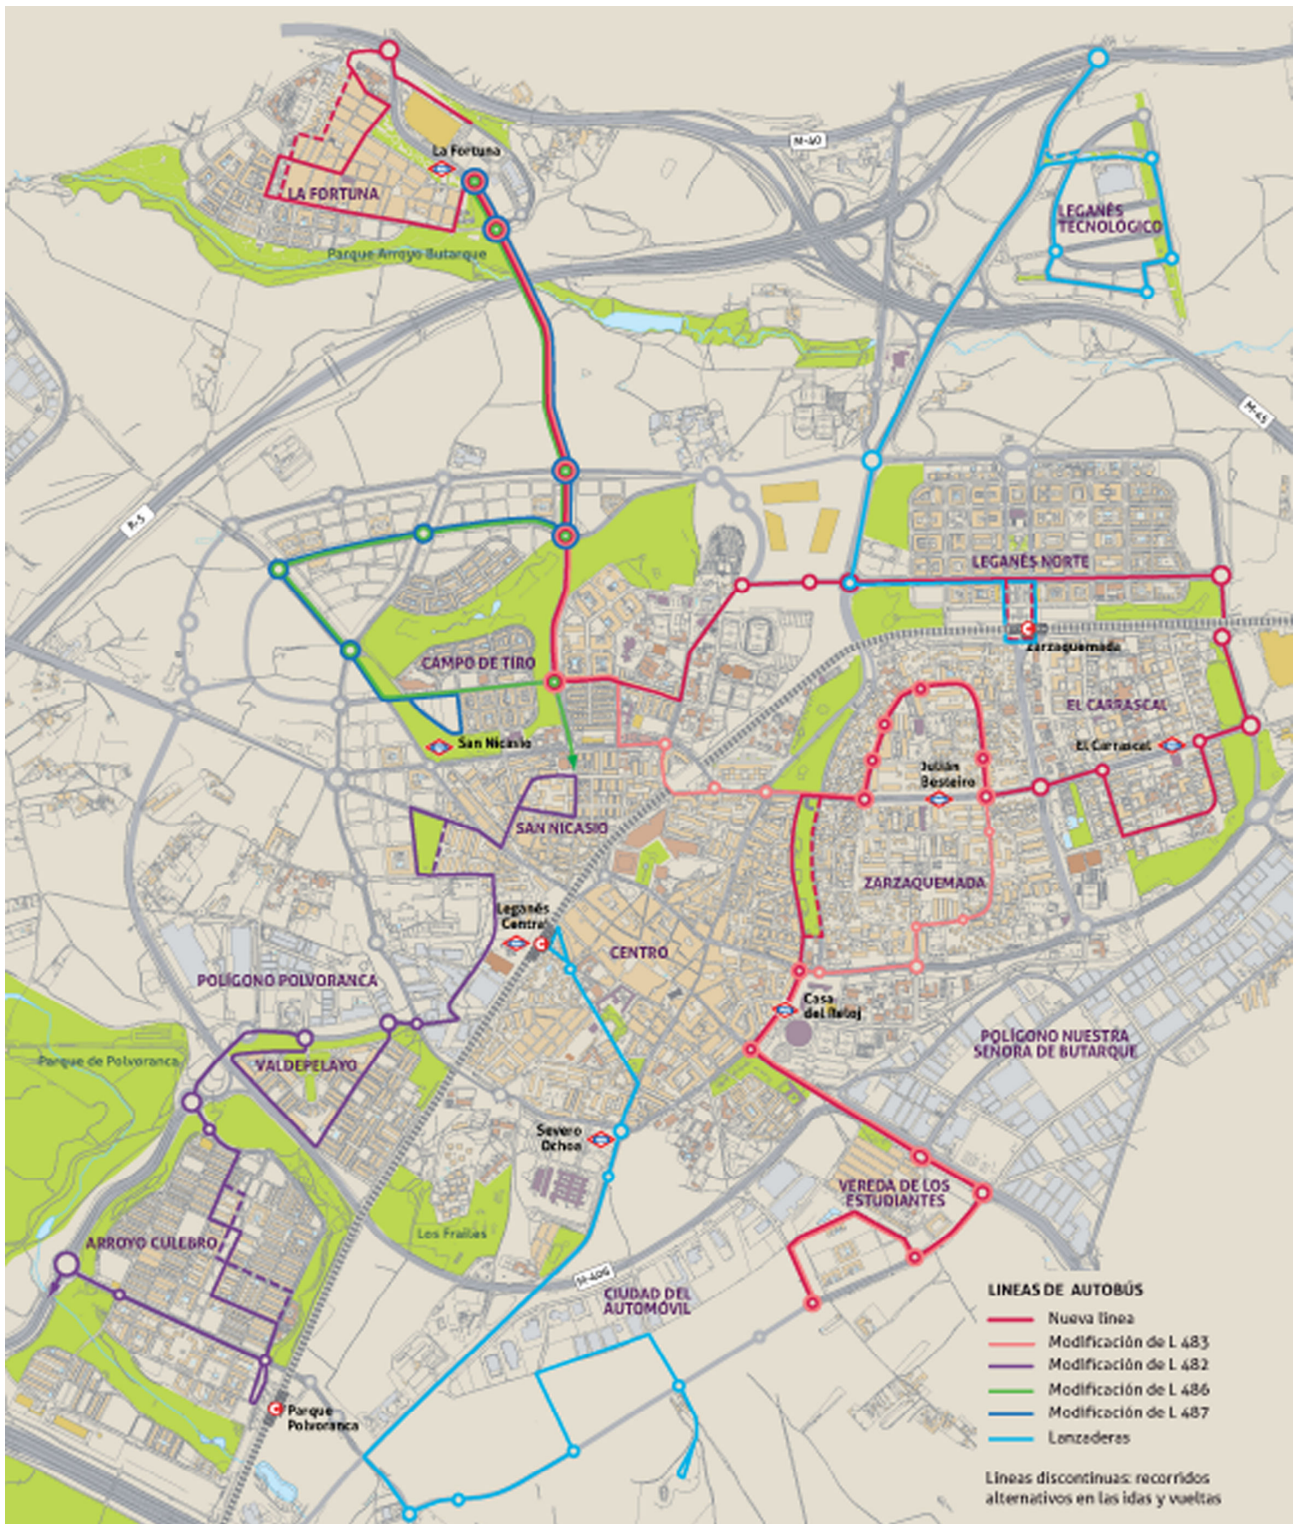 M-40
La Fortuna
LA FORTUNA
LEGANÉS
TECNOLÓGICO
Parque Arroyo Butarque
M-45
R-5
LEGANÉS NORTE
C
Zarzaquemada
CAMPO DE TIRO
EL CARRASCAL
San Nicasio
El Carrascal
Julián
Besteiro
SAN NICASIO
ZARZAQUEMADA
Leganés
Central
C
CENTRO
POLÍGONO POLVORANCA
Casa
del Reloj
POLÍGONO NUESTRA
SEÑORA DE BUTARQUE
Parque de Polvoranca
VALDEPELAYO
Severo
Ochoa
VEREDA DE LOS
ESTUDIANTES
Los Frailes
ARROYO CULEBRO
M-406
CIUDAD DEL
AUTOMÓVIL
C
Parque
Polvoranca
LINEAS DE AUTOBÚS
Nueva línea
Modificación de L 483
Modificación de L 482
Modificación de L 486
Modificación de L 487
Lanzaderas
Líneas discontinuas: recorridos
alternativos en las idas y vueltas